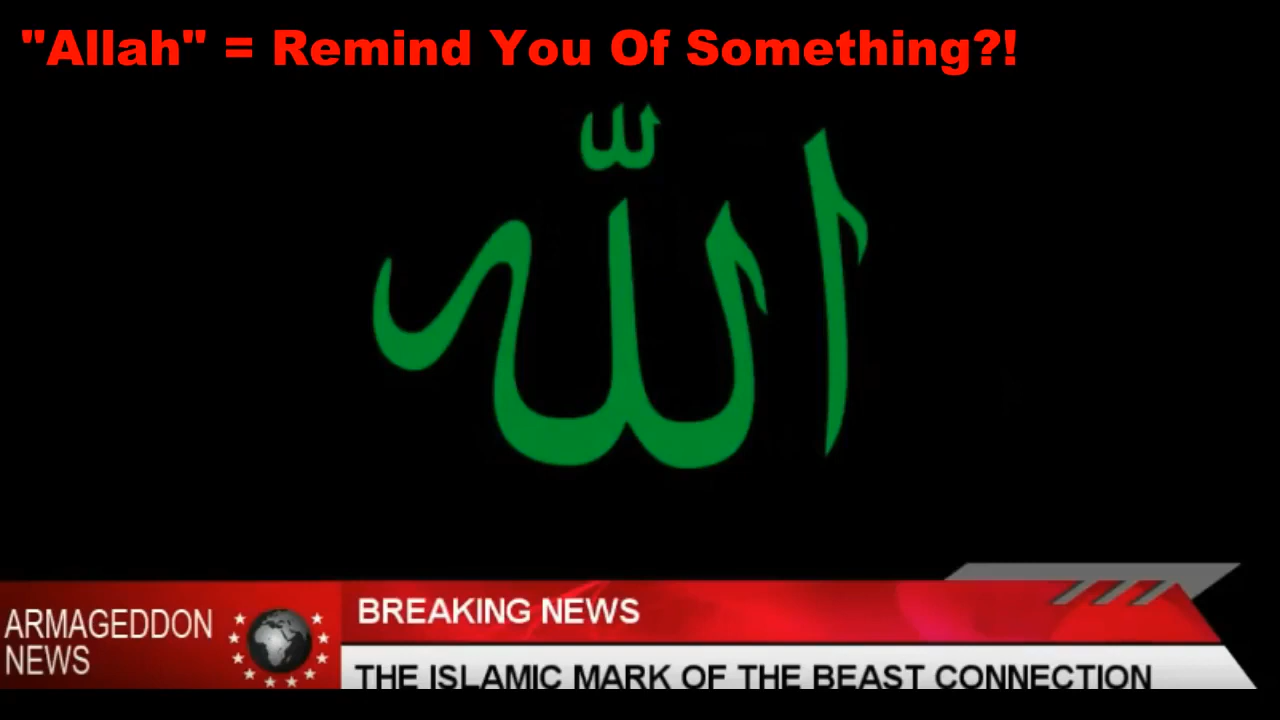 "Allah" = Remind You Of Something?!
الله
ARMAGEDDON
NEWS
BREAKING NEWS
THE ISLAMIC MARK OF THE BEAST CONNECTION